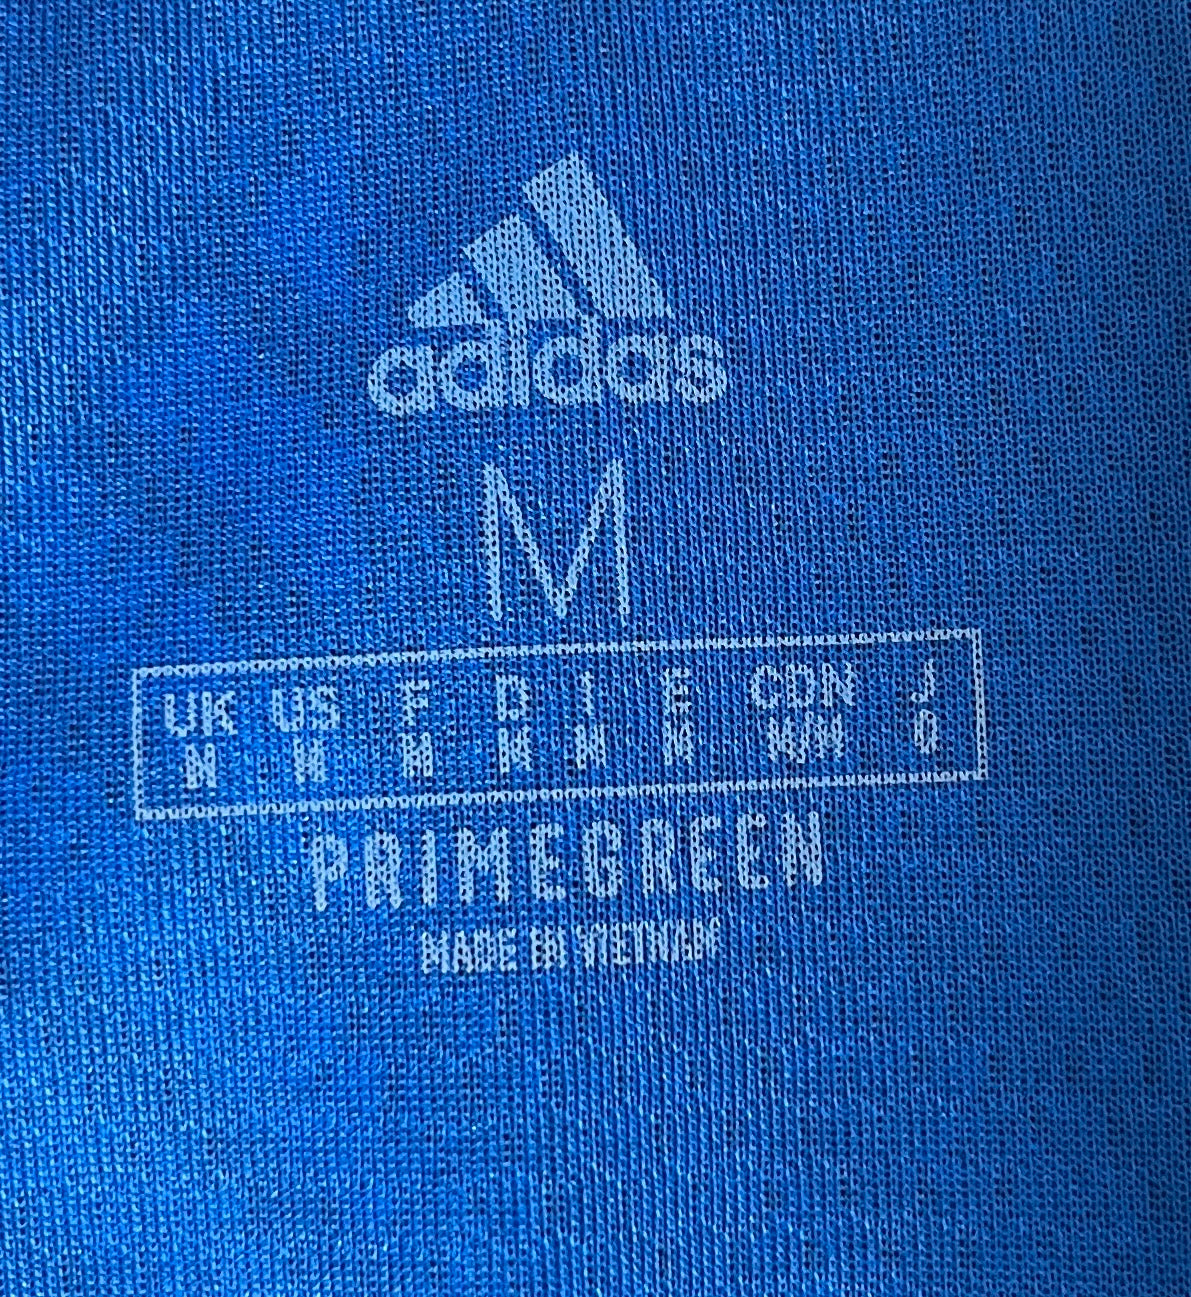 adidas
M
UK US F D I E CDN J
M M M M M M M/M O
PRIMEGREEN
MADE IN VIETNAM